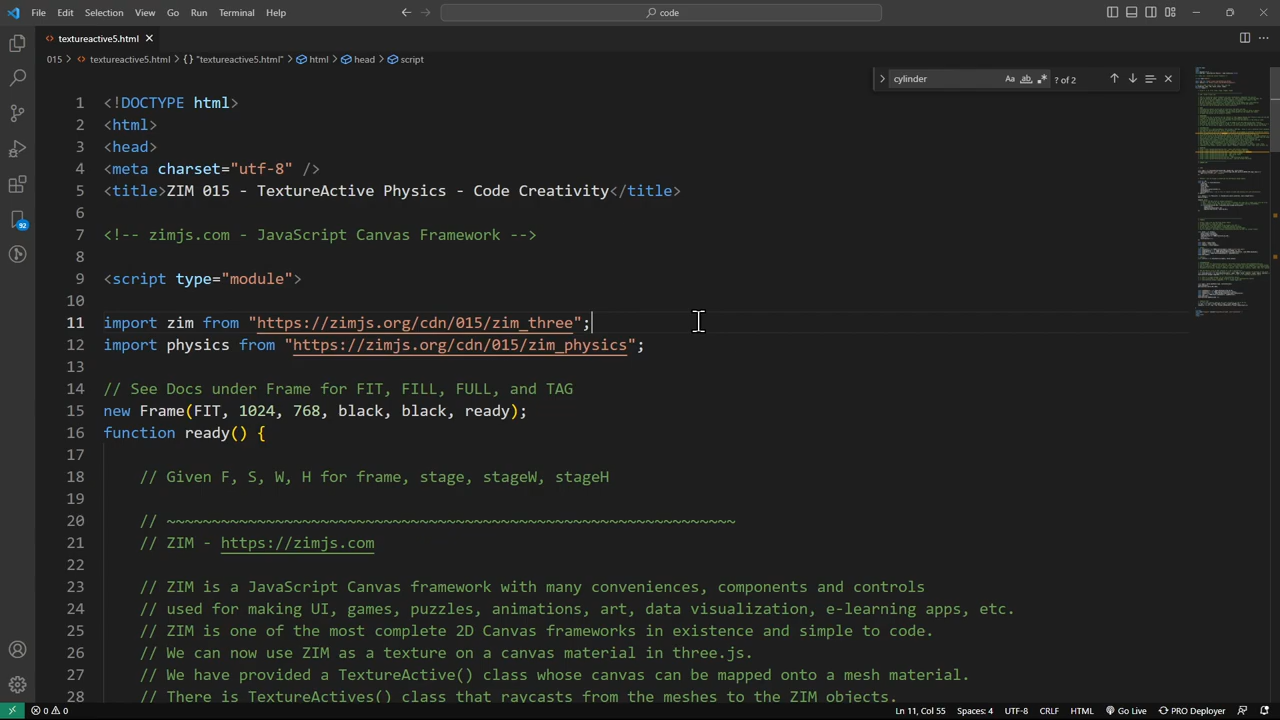 File Edit Selection View Go Run Terminal Help
code
textureactive5.html
015 > textureactive5.html > {} "textureactive5.html" > html > head > script
cylinder Aa ab ? of 2
1 <!DOCTYPE html>
2 <html>
3 <head>
4 <meta charset="utf-8" />
5 <title>ZIM 015 - TextureActive Physics - Code Creativity</title>
6
7 <!-- zimjs.com - JavaScript Canvas Framework -->
8
9 <script type="module">
10
11 import zim from "https://zimjs.org/cdn/015/zim_three";
12 import physics from "https://zimjs.org/cdn/015/zim_physics";
13
14 // See Docs under Frame for FIT, FILL, FULL, and TAG
15 new Frame(FIT, 1024, 768, black, black, ready);
16 function ready() {
17
18 // Given F, S, W, H for frame, stage, stageW, stageH
19
20 // ~~~~~~~~~~~~~~~~~~~~~~~~~~~~~~~~~~~~~~~~~~~~~~~~~~~~~~~~~~~~~~~
21 // ZIM - https://zimjs.com
22
23 // ZIM is a JavaScript Canvas framework with many conveniences, components and controls
24 // used for making UI, games, puzzles, animations, art, data visualization, e-learning apps, etc.
25 // ZIM is one of the most complete 2D Canvas frameworks in existence and simple to code.
26 // We can now use ZIM as a texture on a canvas material in three.js.
27 // We have provided a TextureActive() class whose canvas can be mapped onto a mesh material.
28 // There is TextureActives() class that raycasts from the meshes to the ZIM objects.
92
0 0 Ln 11, Col 55 Spaces: 4 UTF-8 CRLF HTML Go Live PRO Deployer